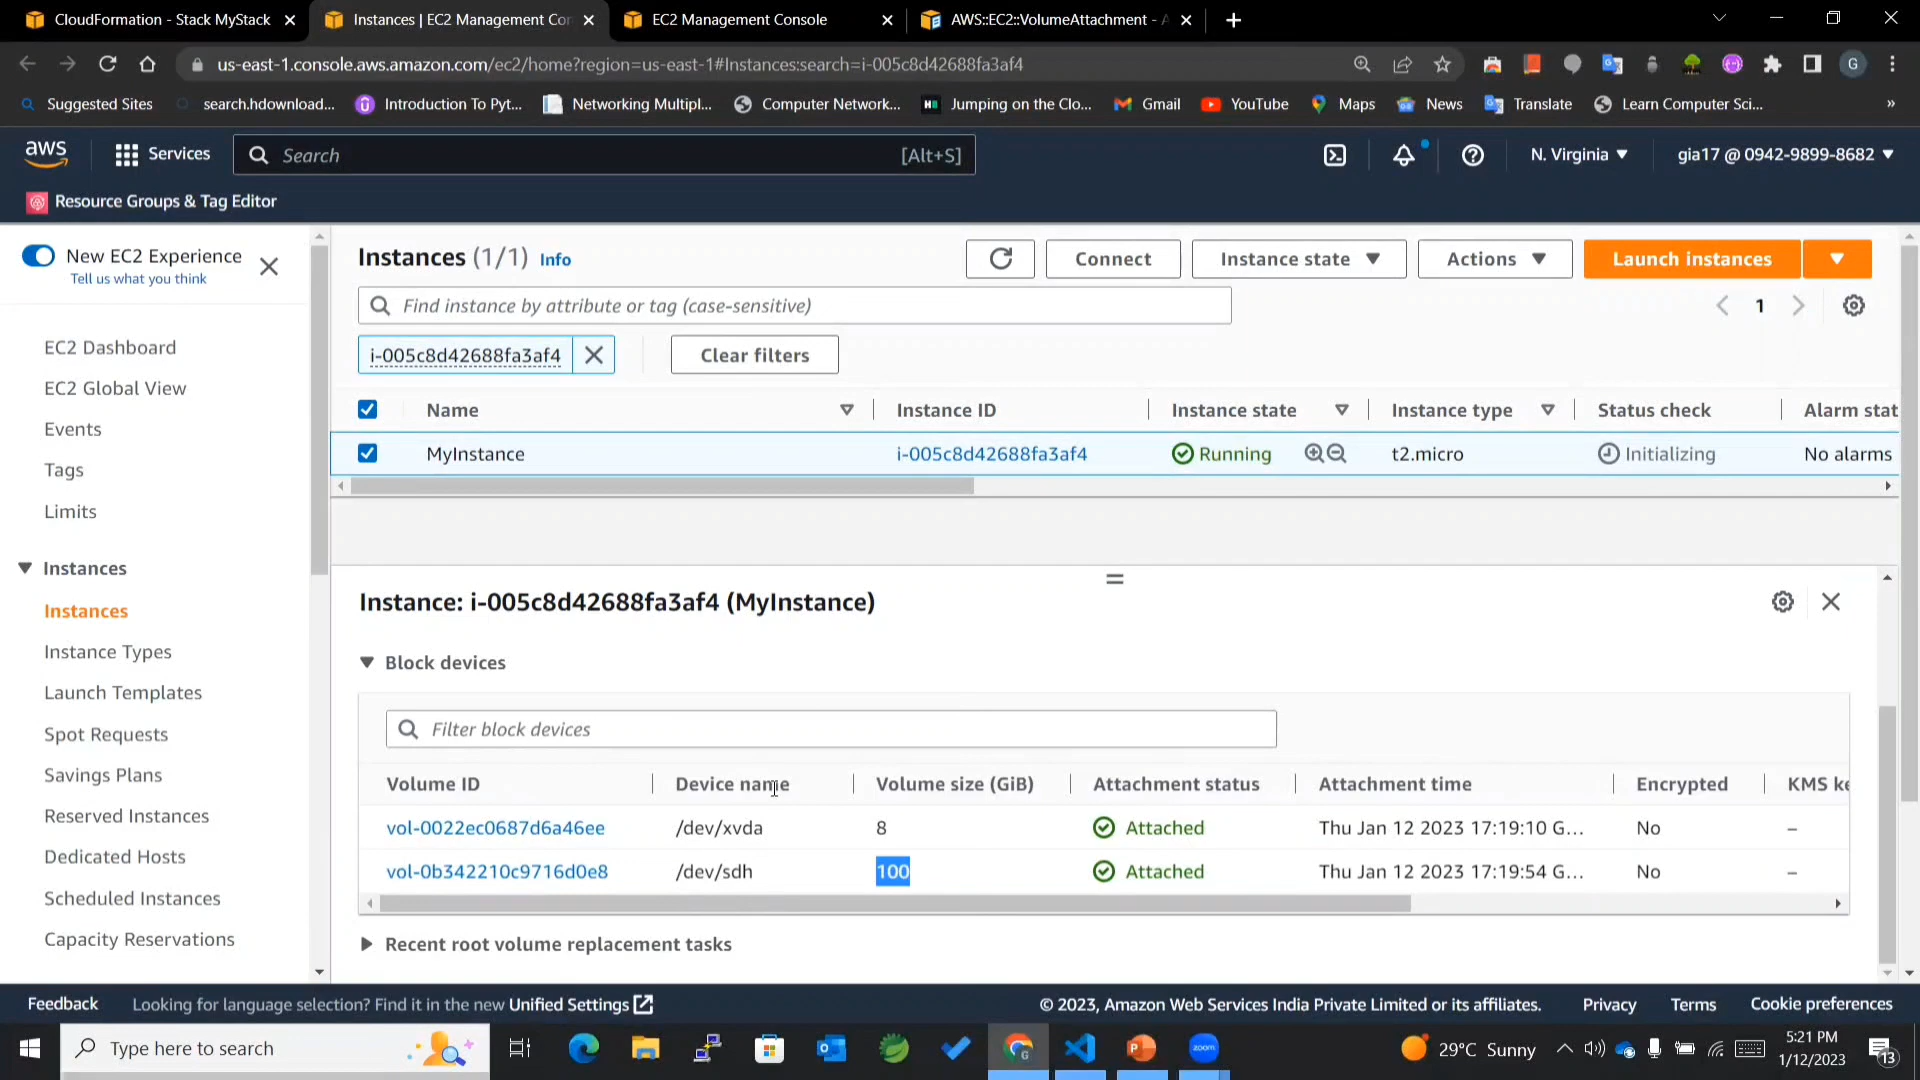 CloudFormation - Stack MyStack
Instances | EC2 Management Con
EC2 Management Console
AWS::EC2::VolumeAttachment - A
us-east-1.console.aws.amazon.com/ec2/home?region=us-east-1#Instances:search=i-005c8d42688fa3af4
G
Suggested Sites
search.hdownload...
Introduction To Pyt...
Networking Multipl...
Computer Network...
Jumping on the Clo...
Gmail
YouTube
Maps
News
Translate
Learn Computer Sci...
»
aws
Services
Search
[Alt+S]
N. Virginia
gia17 @ 0942-9899-8682
Resource Groups & Tag Editor
New EC2 Experience
Tell us what you think
EC2 Dashboard
EC2 Global View
Events
Tags
Limits
Instances
Instances
Instance Types
Launch Templates
Spot Requests
Savings Plans
Reserved Instances
Dedicated Hosts
Scheduled Instances
Capacity Reservations
Instances (1/1) Info
Connect
Instance state
Actions
Launch instances
Find instance by attribute or tag (case-sensitive)
1
i-005c8d42688fa3af4
Clear filters
Name Instance ID Instance state Instance type Status check Alarm stat
MyInstance i-005c8d42688fa3af4 Running t2.micro Initializing No alarms
Instance: i-005c8d42688fa3af4 (MyInstance)
Block devices
Filter block devices
Volume ID Device name Volume size (GiB) Attachment status Attachment time Encrypted KMS ke
vol-0022ec0687d6a46ee /dev/xvda 8 Attached Thu Jan 12 2023 17:19:10 G... No –
vol-0b342210c9716d0e8 /dev/sdh 100 Attached Thu Jan 12 2023 17:19:54 G... No –
Recent root volume replacement tasks
Feedback
Looking for language selection? Find it in the new Unified Settings
© 2023, Amazon Web Services India Private Limited or its affiliates.
Privacy
Terms
Cookie preferences
Type here to search
zoom
29°C Sunny
5:21 PM
1/12/2023
13